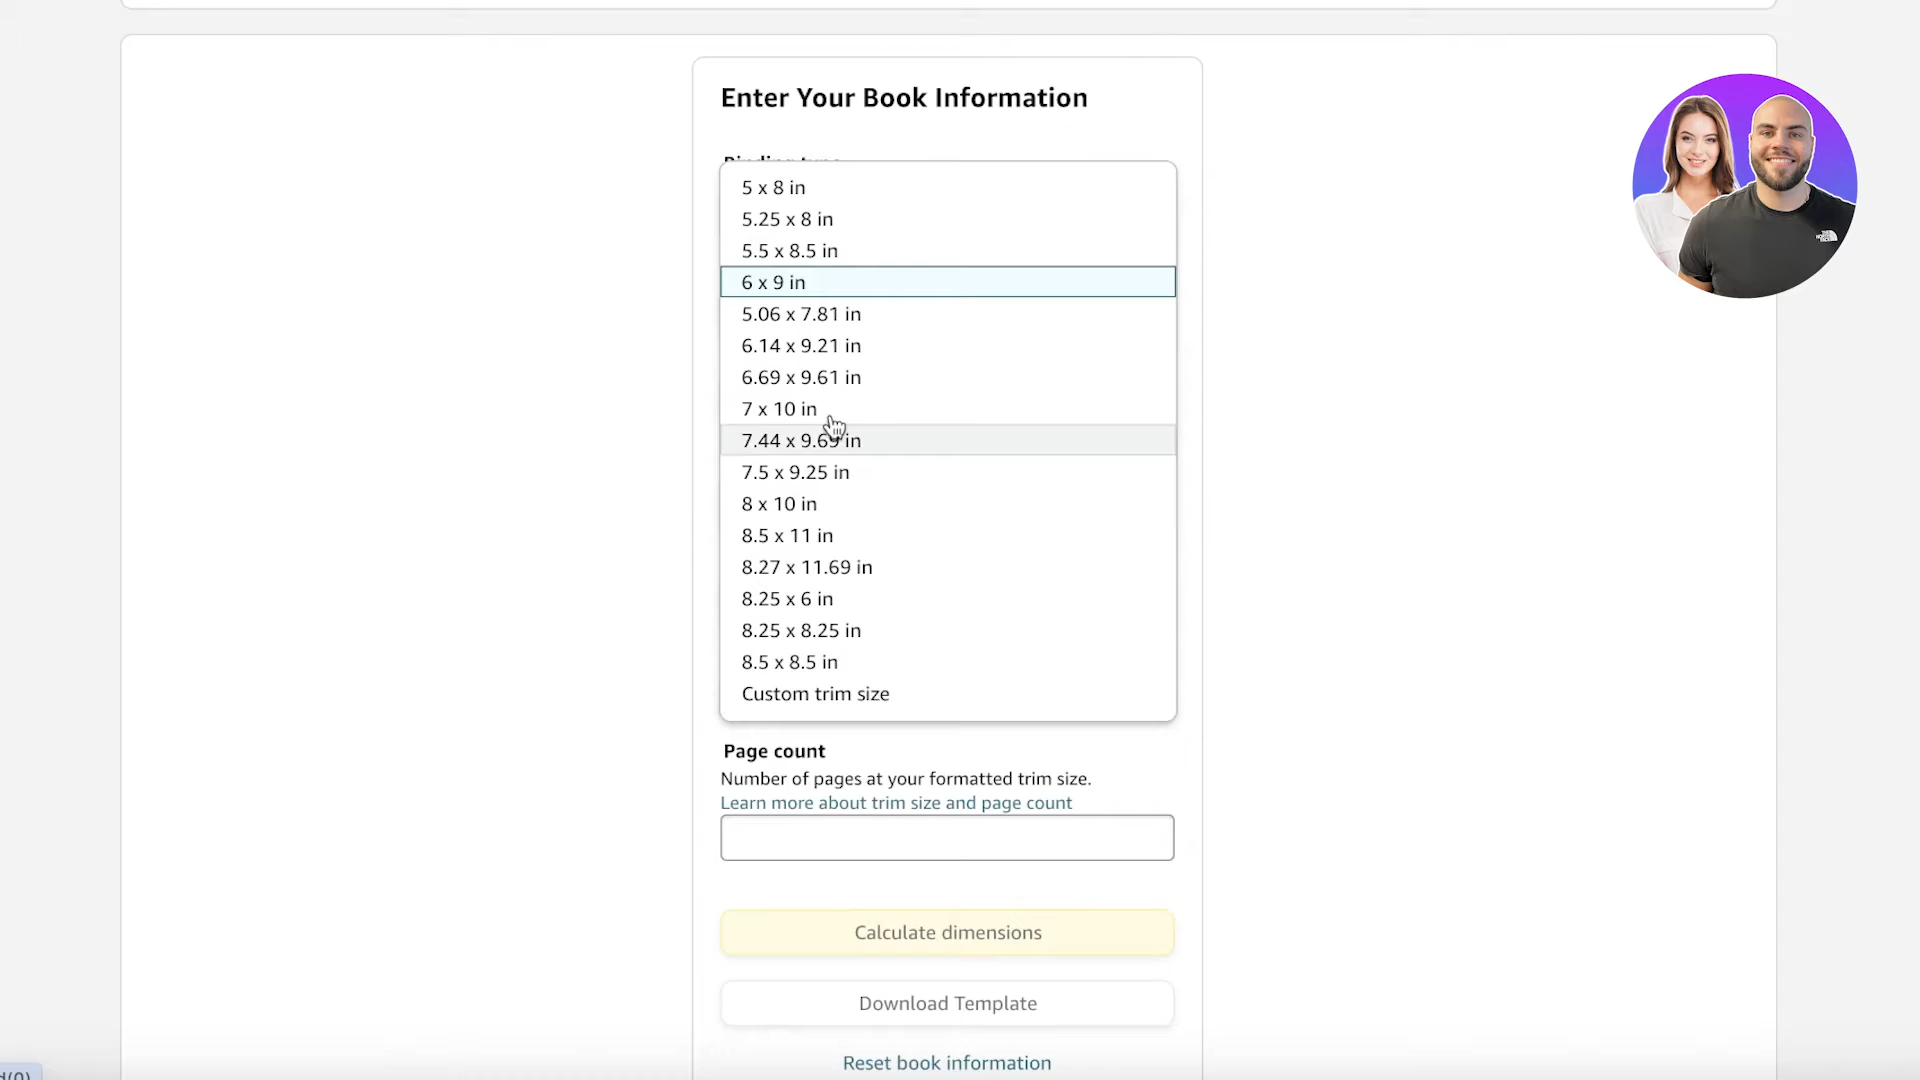 Enter Your Book Information
Binding type
5 x 8 in
5.25 x 8 in
5.5 x 8.5 in
6 x 9 in
5.06 x 7.81 in
6.14 x 9.21 in
6.69 x 9.61 in
7 x 10 in
7.44 x 9.69 in
7.5 x 9.25 in
8 x 10 in
8.5 x 11 in
8.27 x 11.69 in
8.25 x 6 in
8.25 x 8.25 in
8.5 x 8.5 in
Custom trim size
Page count
Number of pages at your formatted trim size.
Learn more about trim size and page count
Calculate dimensions
Download Template
Reset book information